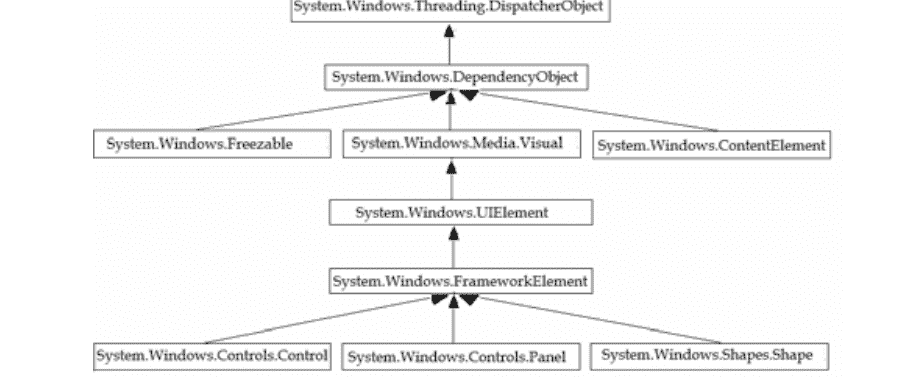 System.Windows.Threading.DispatcherObject
System.Windows.DependencyObject
System.Windows.Freezable
System.Windows.Media.Visual
System.Windows.ContentElement
System.Windows.UIElement
System.Windows.FrameworkElement
System.Windows.Controls.Control
System.Windows.Controls.Panel
System.Windows.Shapes.Shape